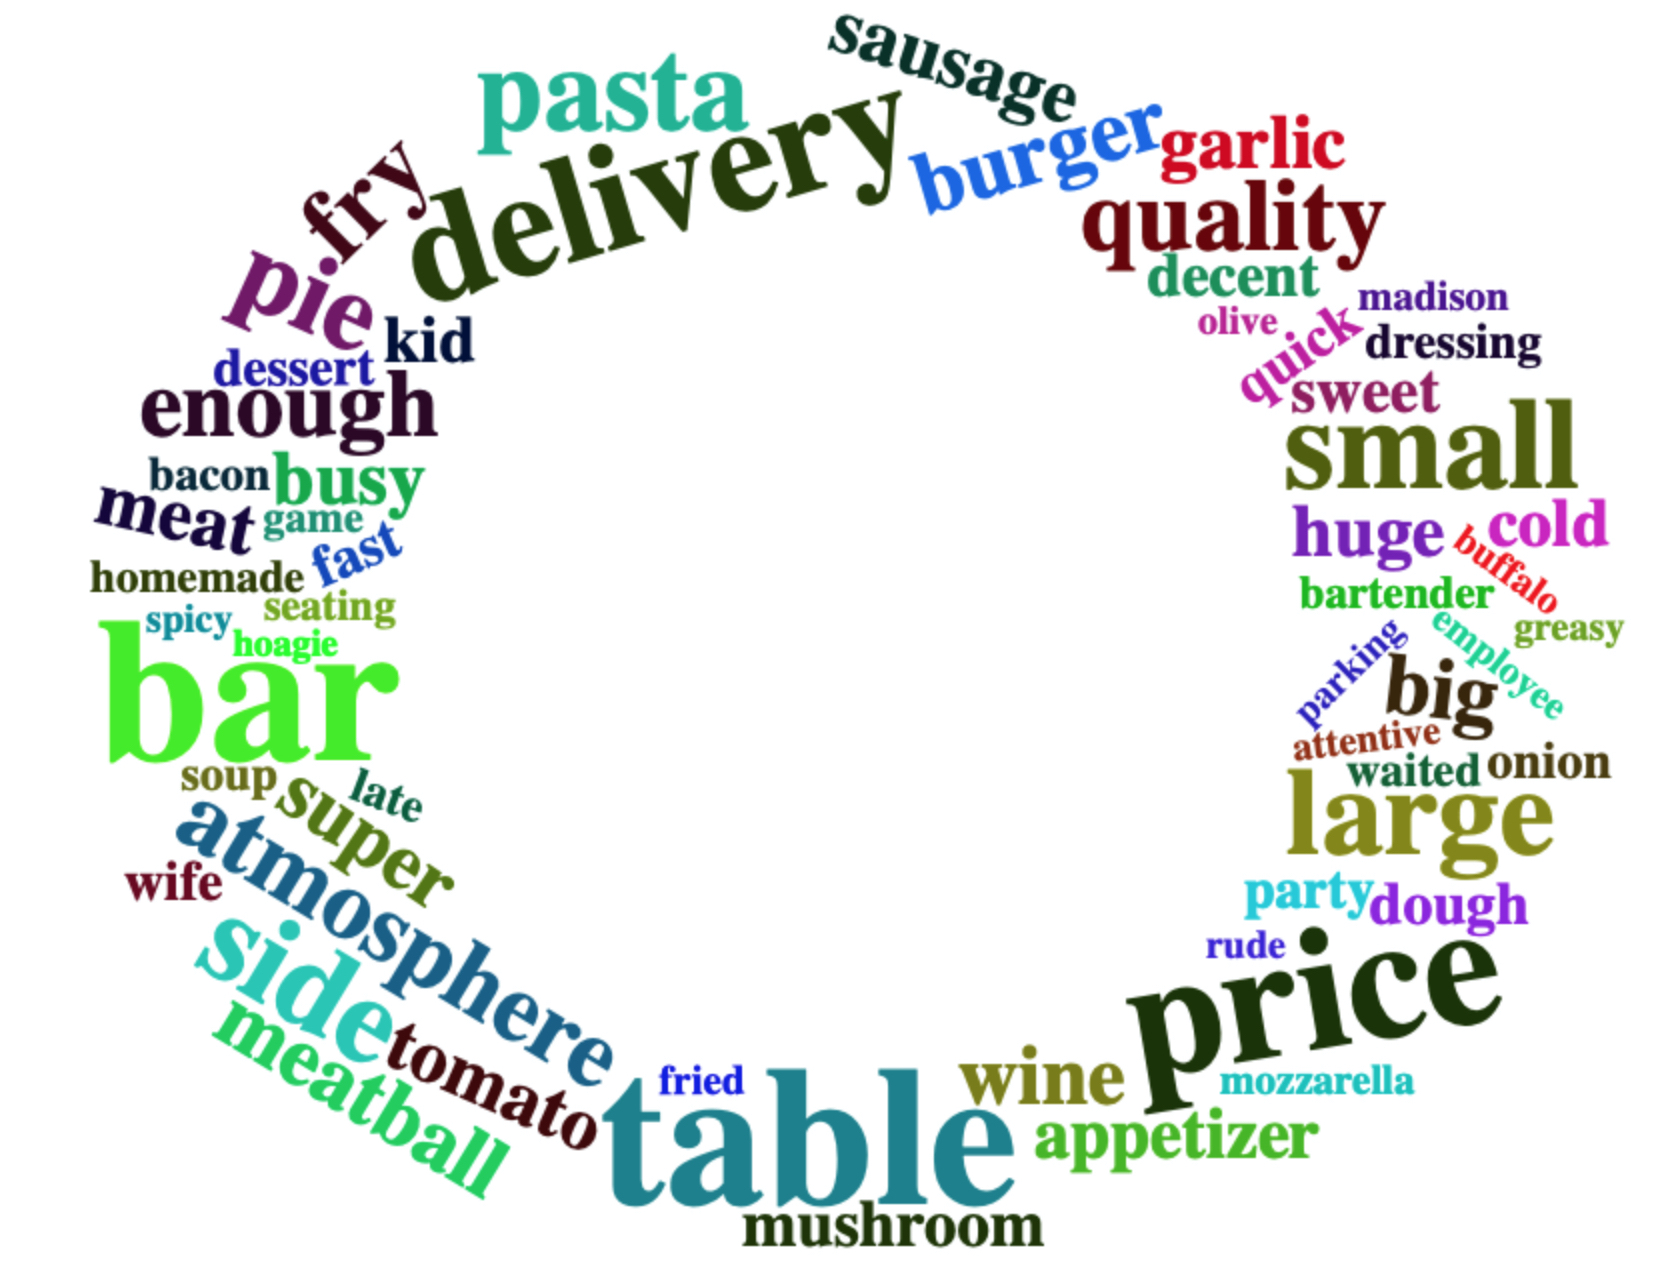 sausage
pasta
delivery
burger
garlic
fry
quality
pie
decent
madison
olive
quick
kid
dressing
dessert
sweet
enough
small
bacon
busy
meat
game
huge
cold
fast
buffalo
homemade
bartender
seating
spicy
greasy
hoagie
employee
parking
bar
big
attentive
waited
onion
soup
late
super
large
atmosphere
wife
party
dough
side
rude
price
meatball
tomato
fried
wine
mozzarella
table
appetizer
mushroom